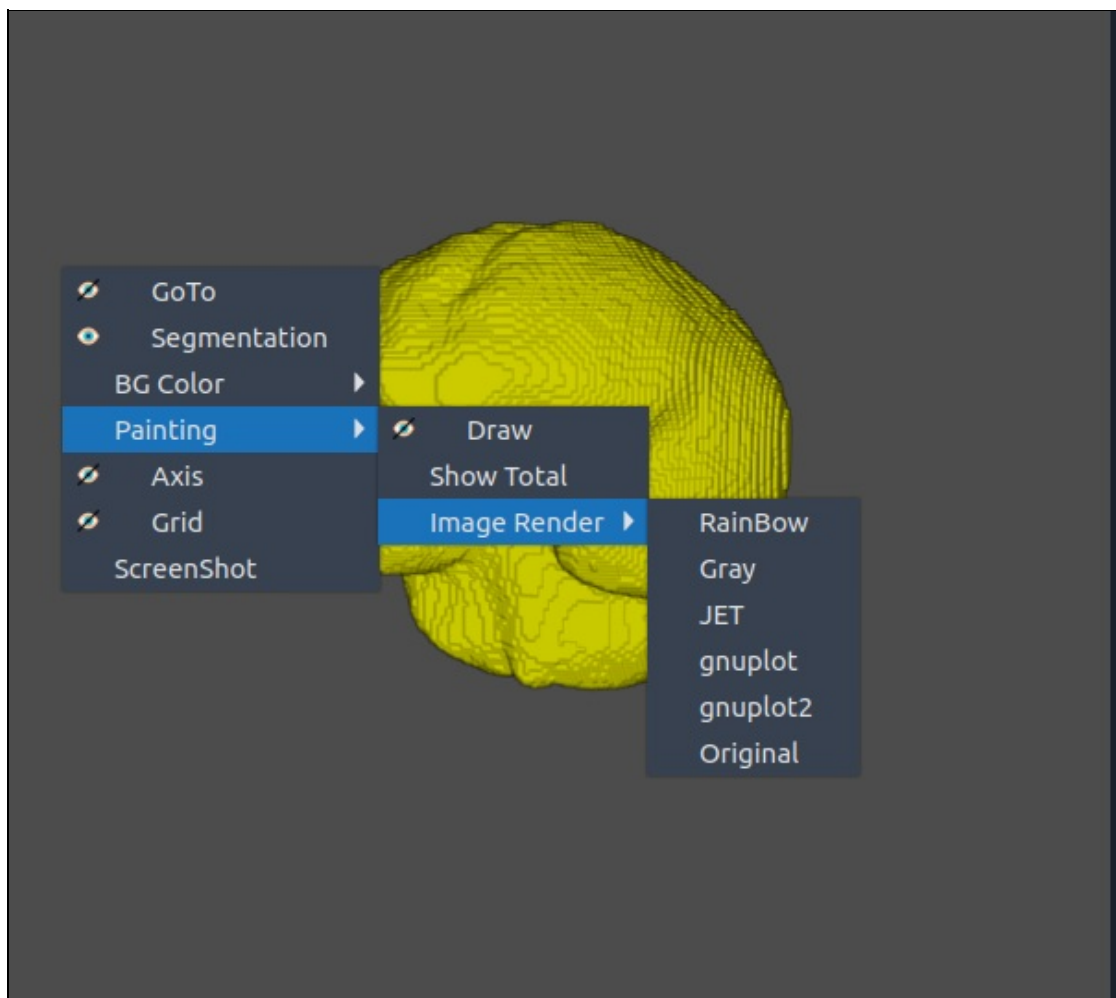 GoTo
Segmentation
BG Color
Painting
Axis
Grid
ScreenShot
Draw
Show Total
Image Render
RainBow
Gray
JET
gnuplot
gnuplot2
Original